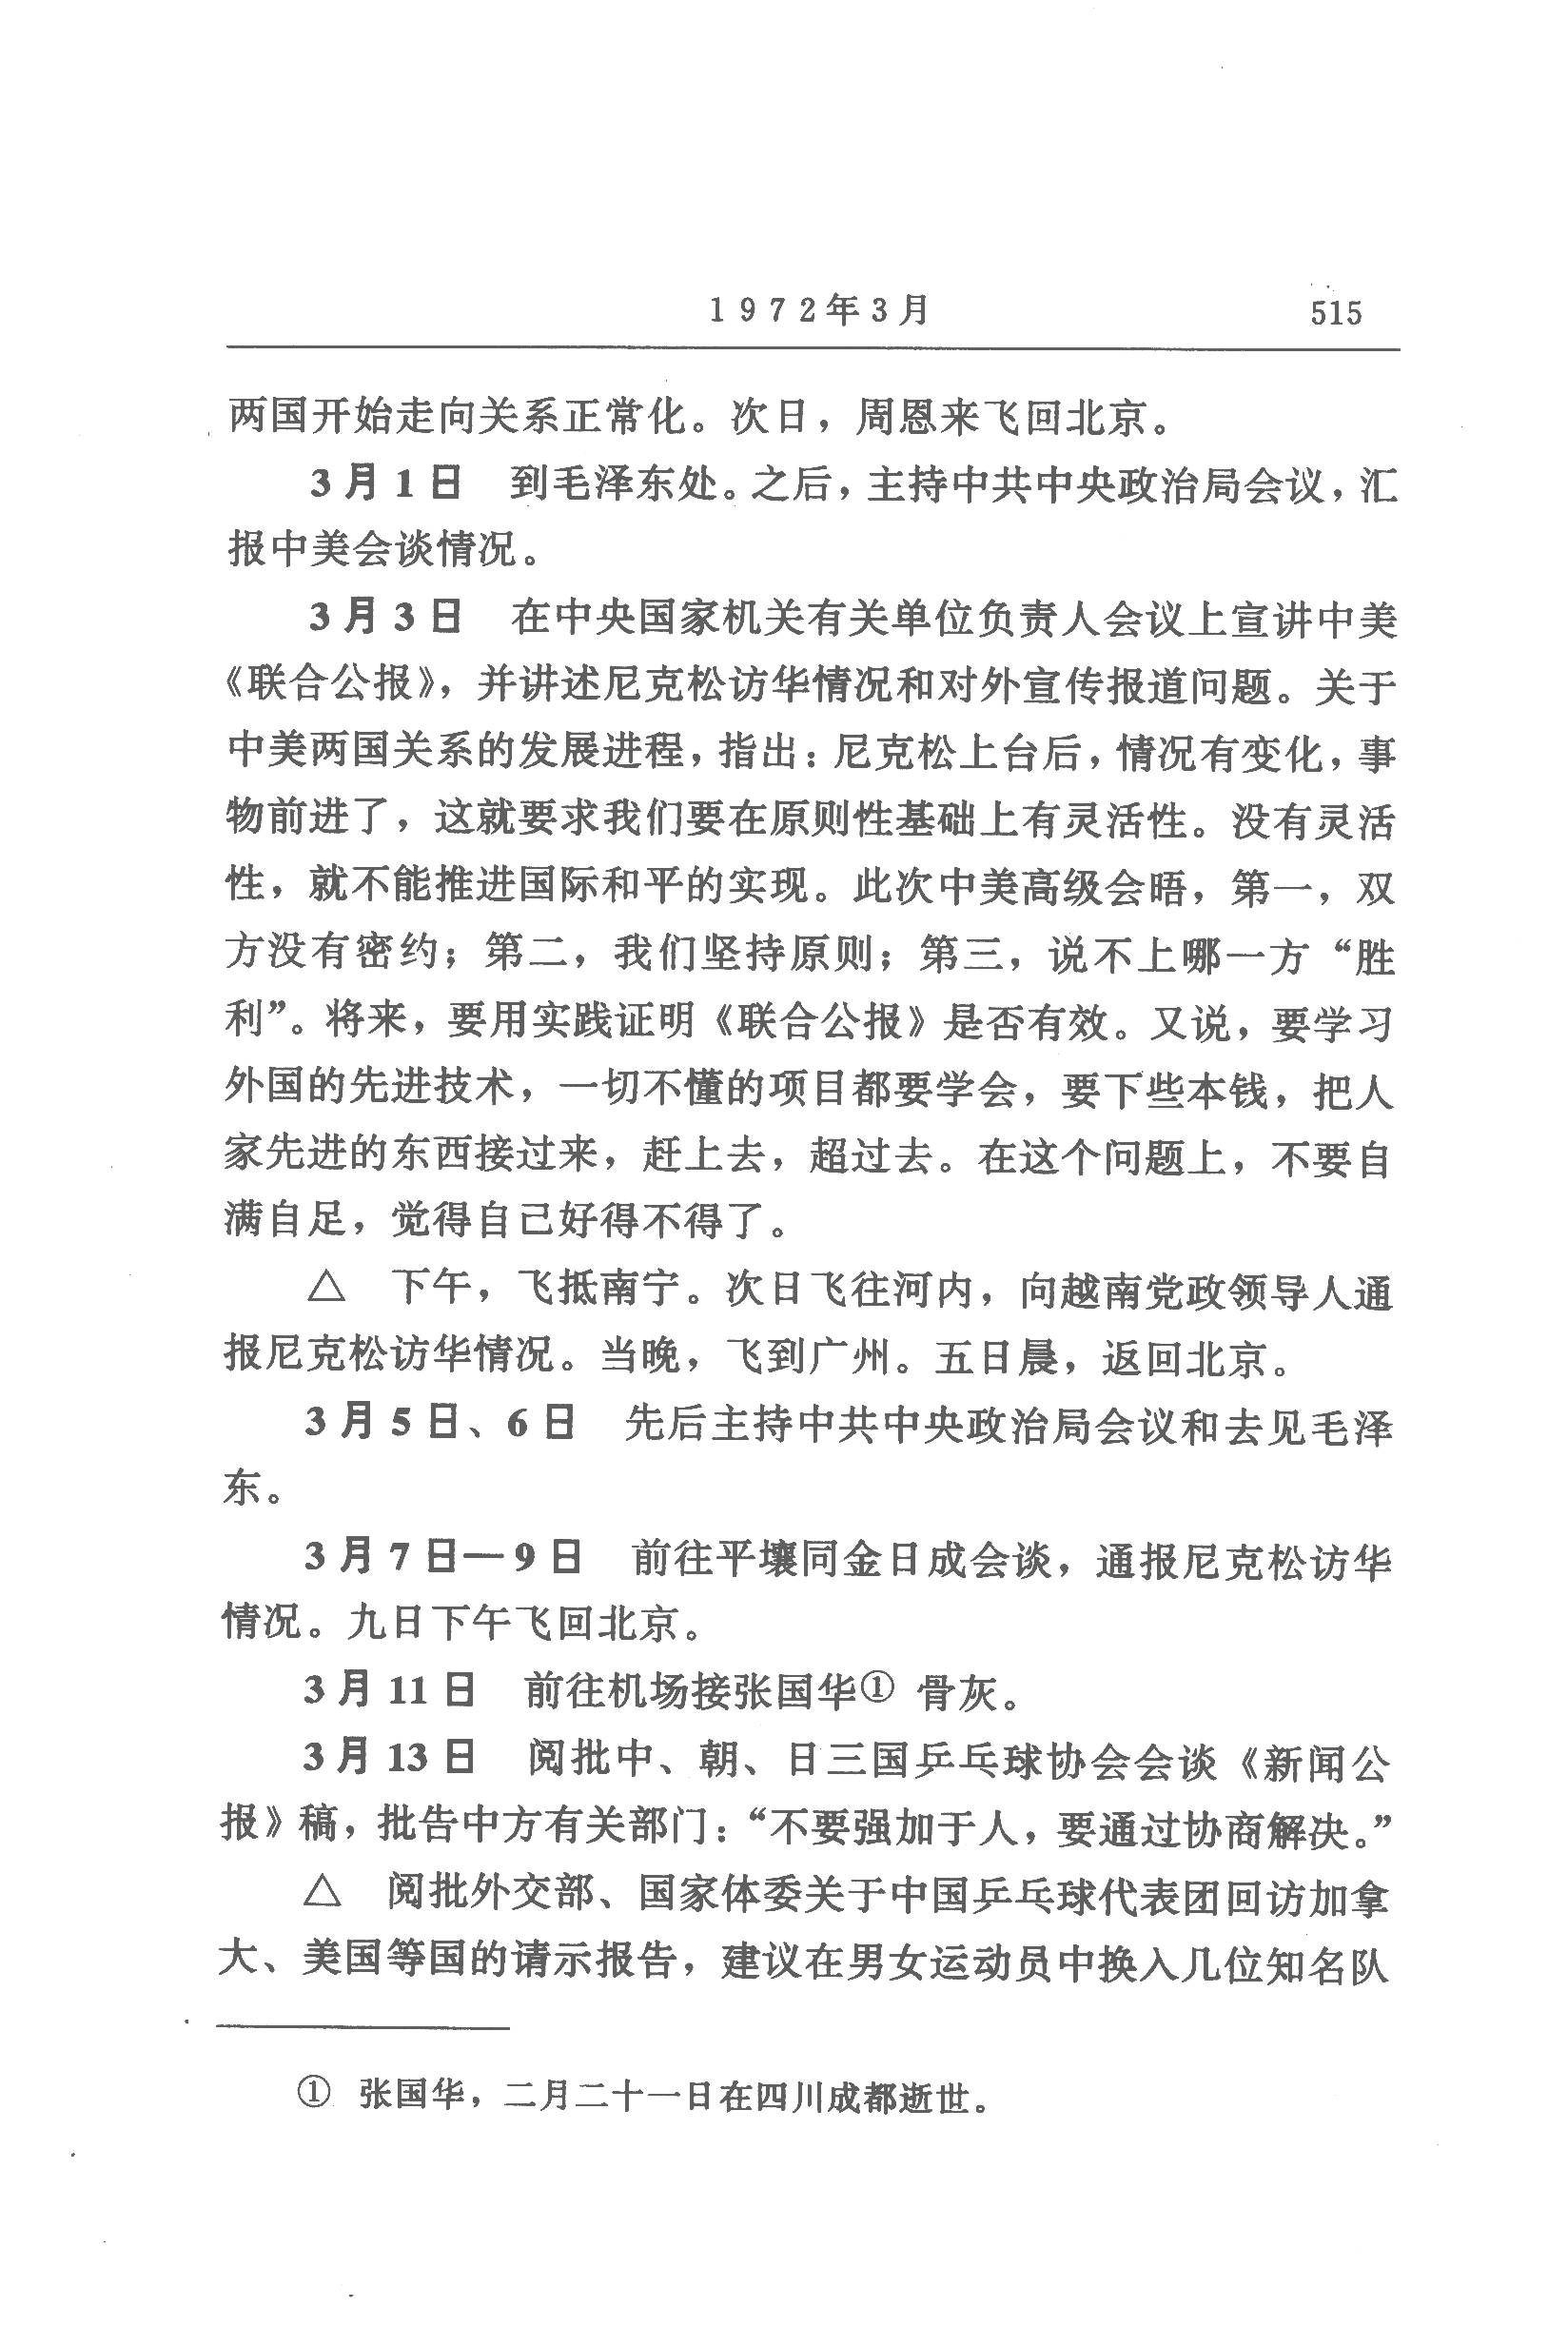 1972年3月 515
两国开始走向关系正常化。次日，周恩来飞回北京。
3月1日 到毛泽东处。之后，主持中共中央政治局会议，汇
报中美会谈情况。
3月3日 在中央国家机关有关单位负责人会议上宣讲中美
《联合公报》，并讲述尼克松访华情况和对外宣传报道问题。关于
中美两国关系的发展进程，指出：尼克松上台后，情况有变化，事
物前进了，这就要求我们要在原则性基础上有灵活性。没有灵活
性，就不能推进国际和平的实现。此次中美高级会晤，第一，双
方没有密约；第二，我们坚持原则；第三，说不上哪一方“胜
利”。将来，要用实践证明《联合公报》是否有效。又说，要学习
外国的先进技术，一切不懂的项目都要学会，要下些本钱，把人
家先进的东西接过来，赶上去，超过去。在这个问题上，不要自
满自足，觉得自己好得不得了。
△ 下午，飞抵南宁。次日飞往河内，向越南党政领导人通
报尼克松访华情况。当晚，飞到广州。五日晨，返回北京。
3月5日、6日 先后主持中共中央政治局会议和去见毛泽
东。
3月7日—9日 前往平壤同金日成会谈，通报尼克松访华
情况。九日下午飞回北京。
3月11日 前往机场接张国华① 骨灰。
3月13日 阅批中、朝、日三国乒乓球协会会谈《新闻公
报》稿，批告中方有关部门：“不要强加于人，要通过协商解决。”
△ 阅批外交部、国家体委关于中国乒乓球代表团回访加拿
大、美国等国的请示报告，建议在男女运动员中换入几位知名队
① 张国华，二月二十一日在四川成都逝世。